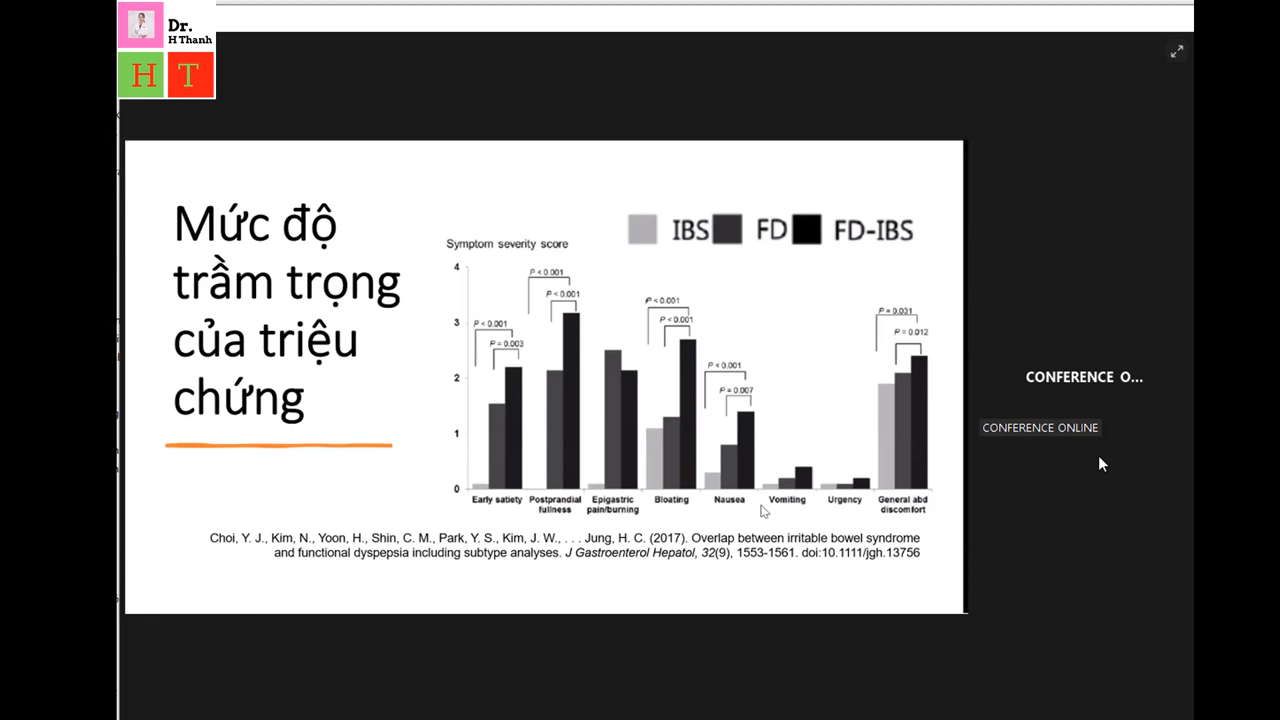 Dr.
H Thanh
H T
Mức độ
trầm trọng
của triệu
chứng
IBS FD FD-IBS
Symptom severity score
4
3
2
1
0
P < 0.001
P = 0.003
P < 0.001
P < 0.001
P < 0.001
P < 0.001
P < 0.001
P = 0.007
P = 0.031
P = 0.012
Early satiety
Postprandial
fullness
Epigastric
pain/burning
Bloating
Nausea
Vomiting
Urgency
General abd
discomfort
Choi, Y. J., Kim, N., Yoon, H., Shin, C. M., Park, Y. S., Kim, J. W., . . . Jung, H. C. (2017). Overlap between irritable bowel syndrome
and functional dyspepsia including subtype analyses. J Gastroenterol Hepatol, 32(9), 1553-1561. doi:10.1111/jgh.13756
CONFERENCE O...
CONFERENCE ONLINE